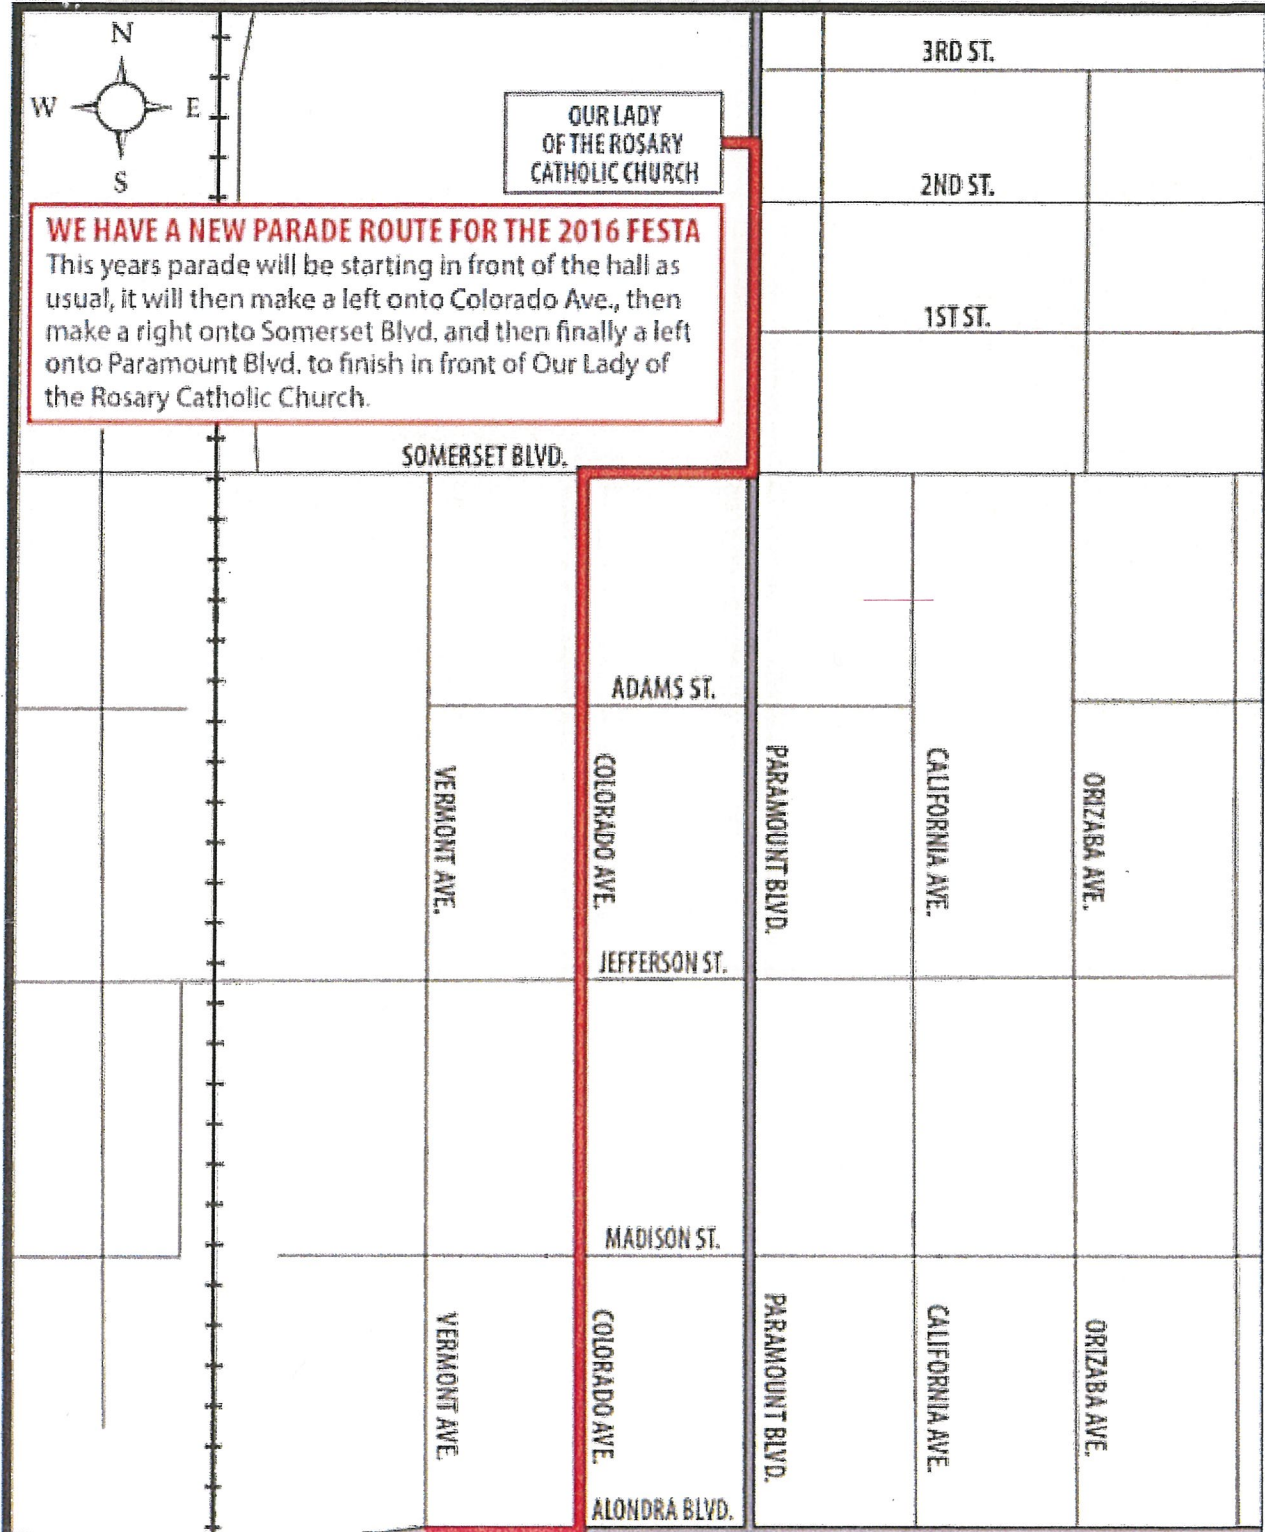 N
W
E
S
3RD ST.
OUR LADY
OF THE ROSARY
CATHOLIC CHURCH
2ND ST.
WE HAVE A NEW PARADE ROUTE FOR THE 2016 FESTA
This years parade will be starting in front of the hall as
usual, it will then make a left onto Colorado Ave., then
make a right onto Somerset Blvd. and then finally a left
onto Paramount Blvd. to finish in front of Our Lady of
the Rosary Catholic Church.
1ST ST.
SOMERSET BLVD.
ADAMS ST.
VERMONT AVE.
COLORADO AVE.
PARAMOUNT BLVD.
CALIFORNIA AVE.
ORIZABA AVE.
JEFFERSON ST.
MADISON ST.
VERMONT AVE.
COLORADO AVE.
PARAMOUNT BLVD.
CALIFORNIA AVE.
ORIZABA AVE.
ALONDRA BLVD.